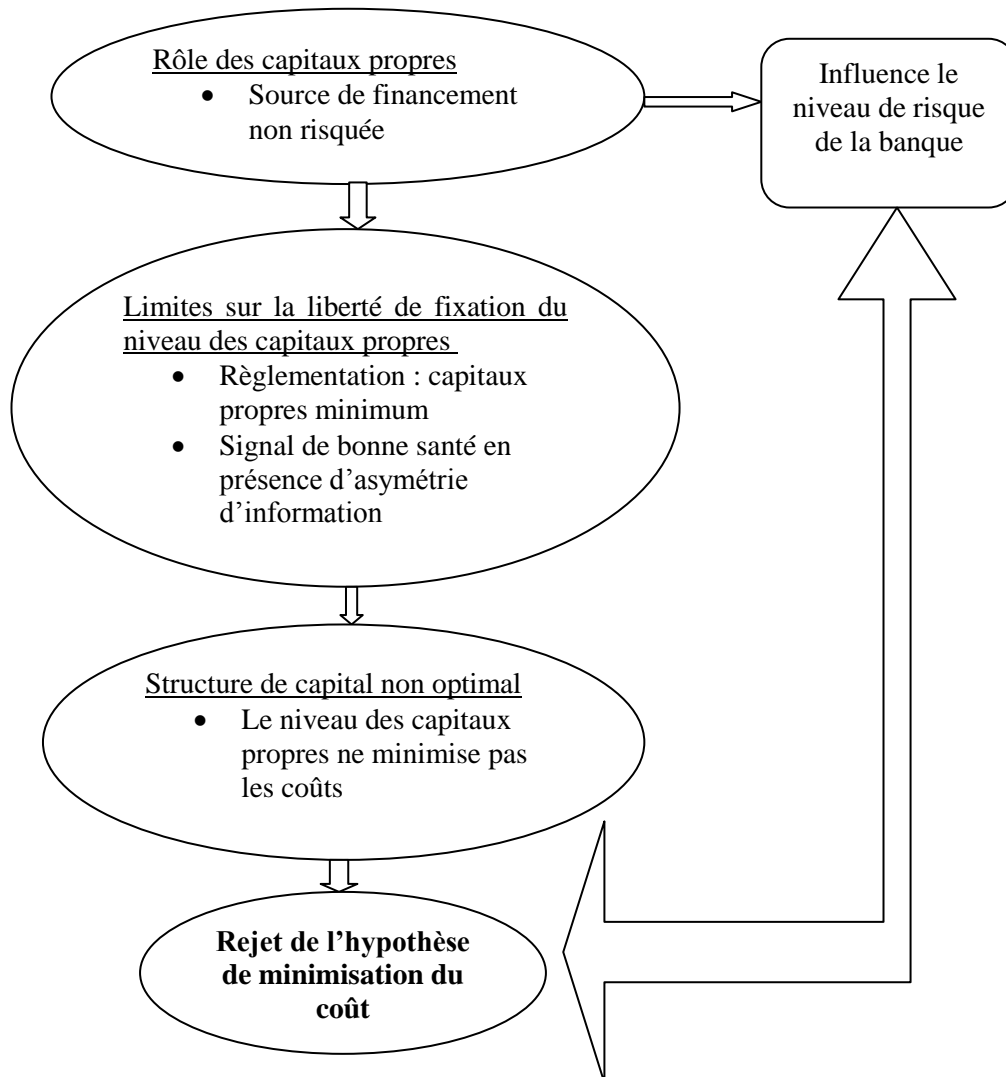 Rôle des capitaux propres
• Source de financement
non risquée
Influence le
niveau de risque
de la banque
Limites sur la liberté de fixation du
niveau des capitaux propres
• Règlementation : capitaux
propres minimum
• Signal de bonne santé en
présence d’asymétrie
d’information
Structure de capital non optimal
• Le niveau des capitaux
propres ne minimise pas
les coûts
Rejet de l’hypothèse
de minimisation du
coût